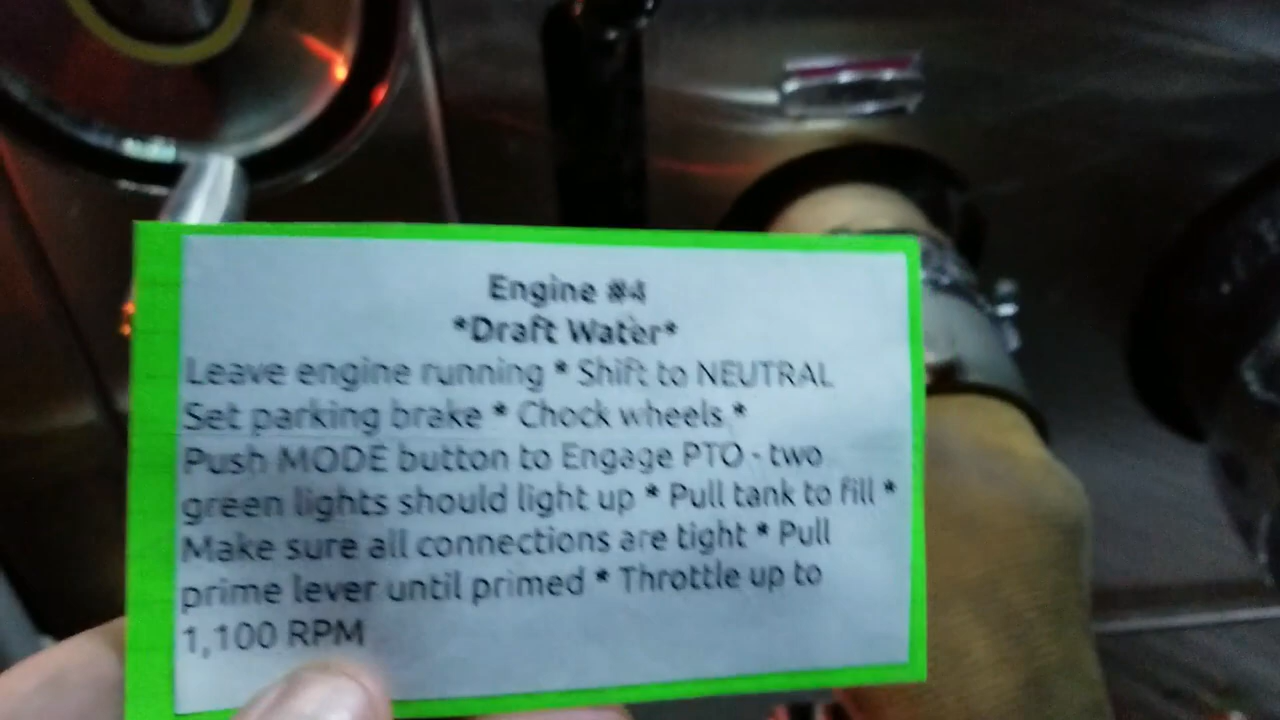 Engine #4
*Draft Water*
Leave engine running * Shift to NEUTRAL
Set parking brake * Chock wheels *
Push MODE button to Engage PTO - two
green lights should light up * Pull tank to fill *
Make sure all connections are tight * Pull
prime lever until primed * Throttle up to
1,100 RPM